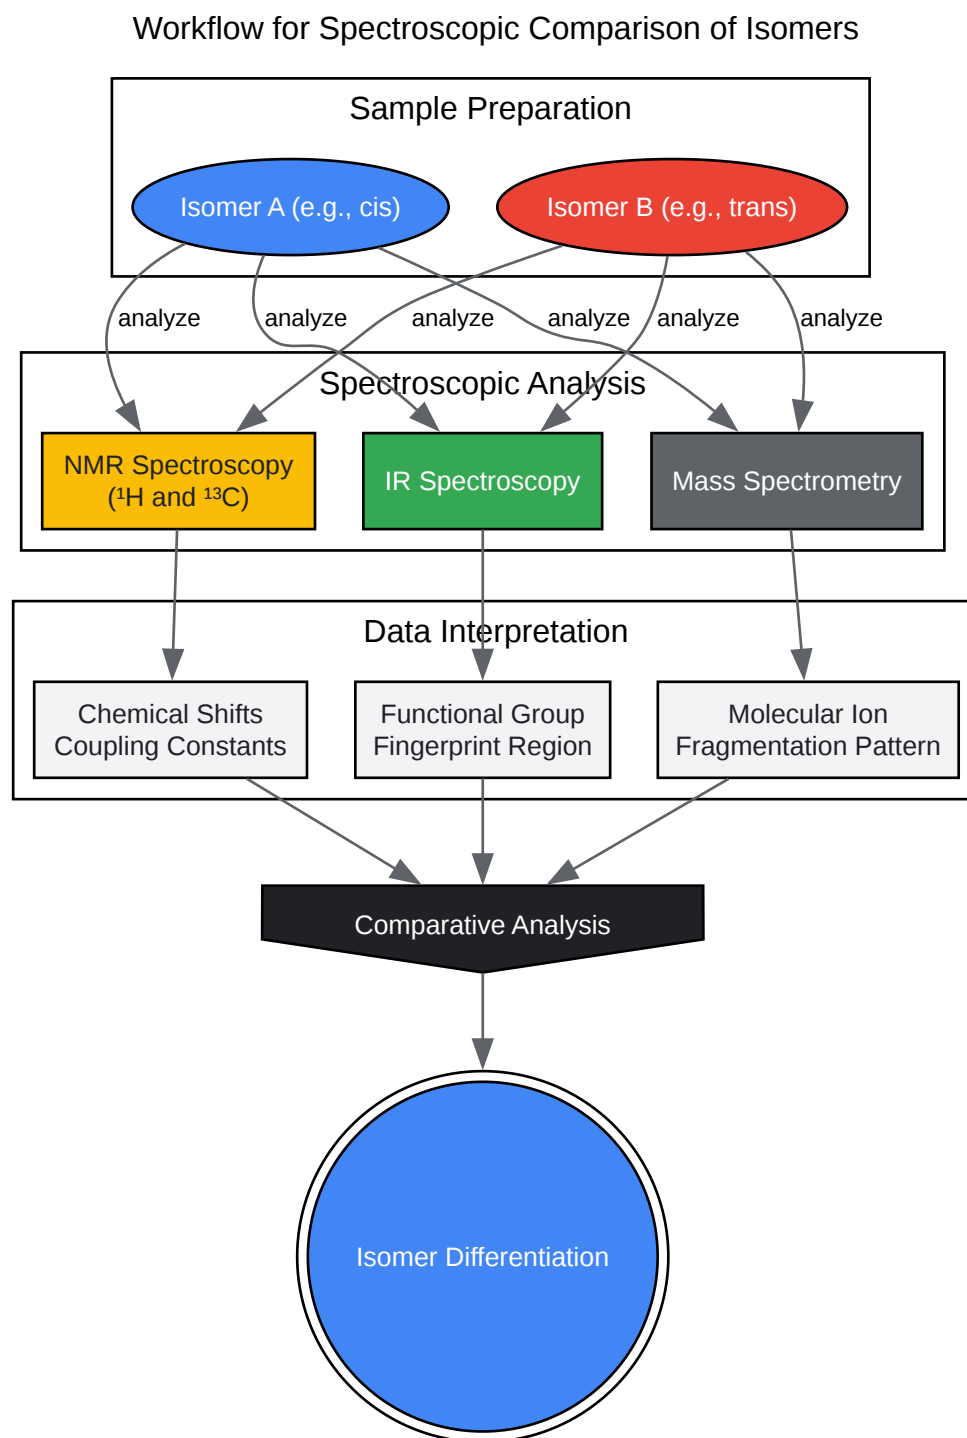 Workflow for Spectroscopic Comparison of Isomers
Sample Preparation
Isomer A (e.g., cis)
Isomer B (e.g., trans)
analyze
analyze
analyze
analyze
analyze
analyze
Spectroscopic Analysis
NMR Spectroscopy
(¹H and ¹³C)
IR Spectroscopy
Mass Spectrometry
Data Interpretation
Chemical Shifts
Coupling Constants
Functional Group
Fingerprint Region
Molecular Ion
Fragmentation Pattern
Comparative Analysis
Isomer Differentiation